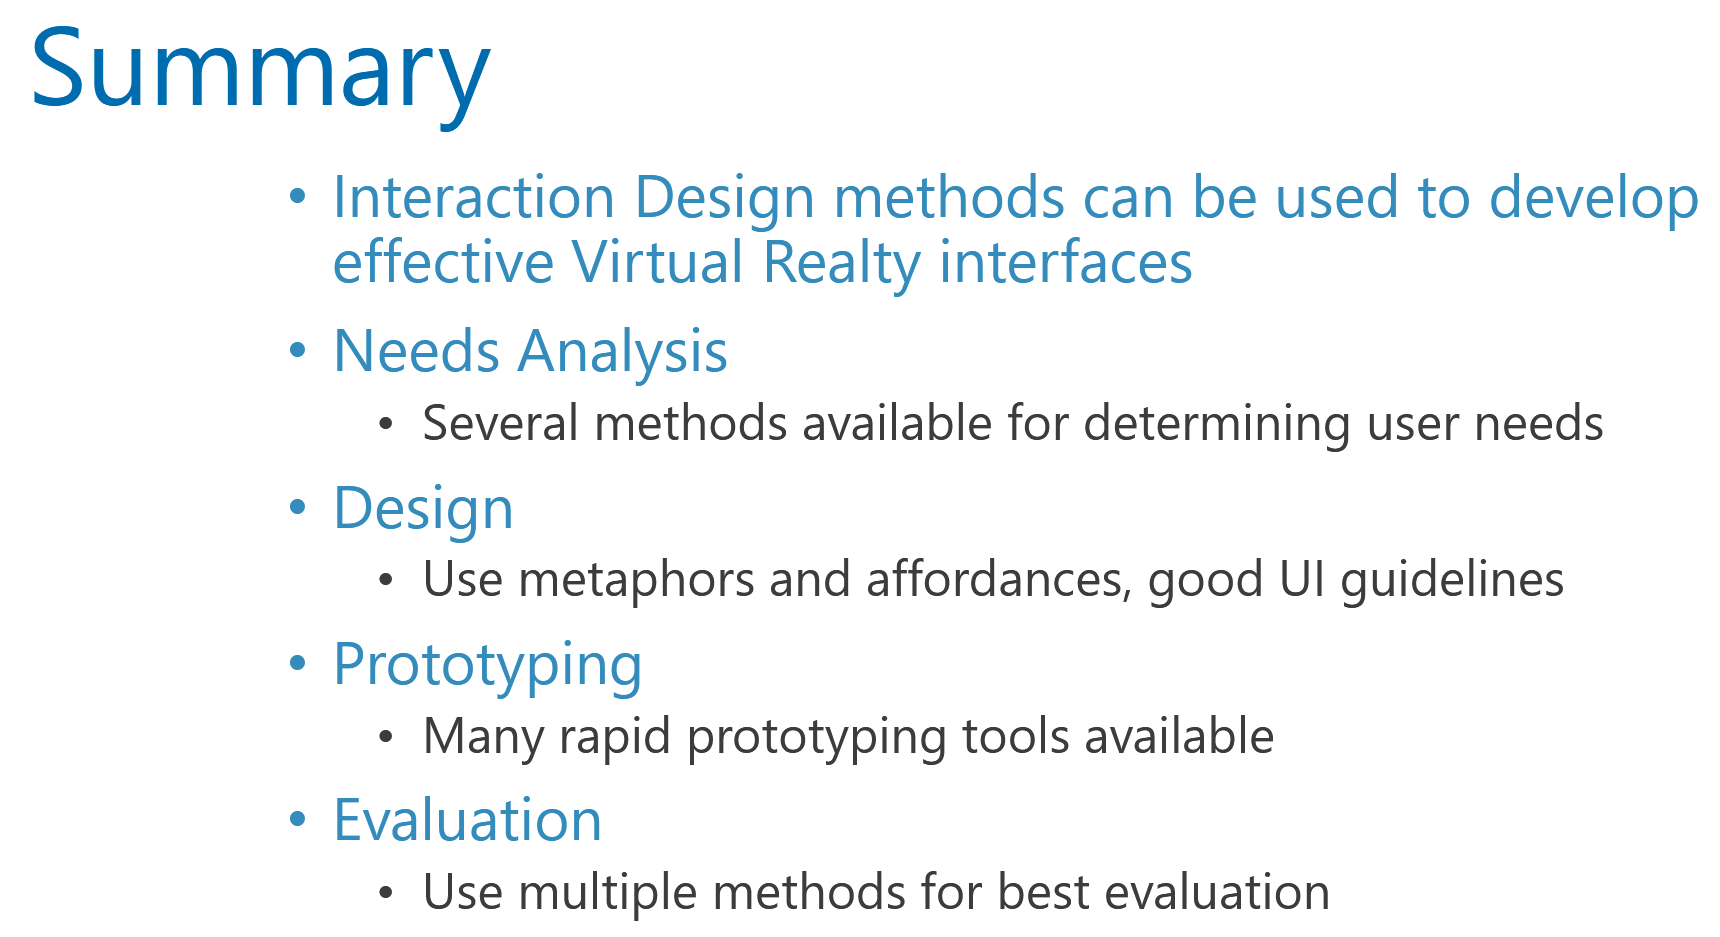 Summary
• Interaction Design methods can be used to develop
effective Virtual Realty interfaces
• Needs Analysis
• Several methods available for determining user needs
• Design
• Use metaphors and affordances, good UI guidelines
• Prototyping
• Many rapid prototyping tools available
• Evaluation
• Use multiple methods for best evaluation